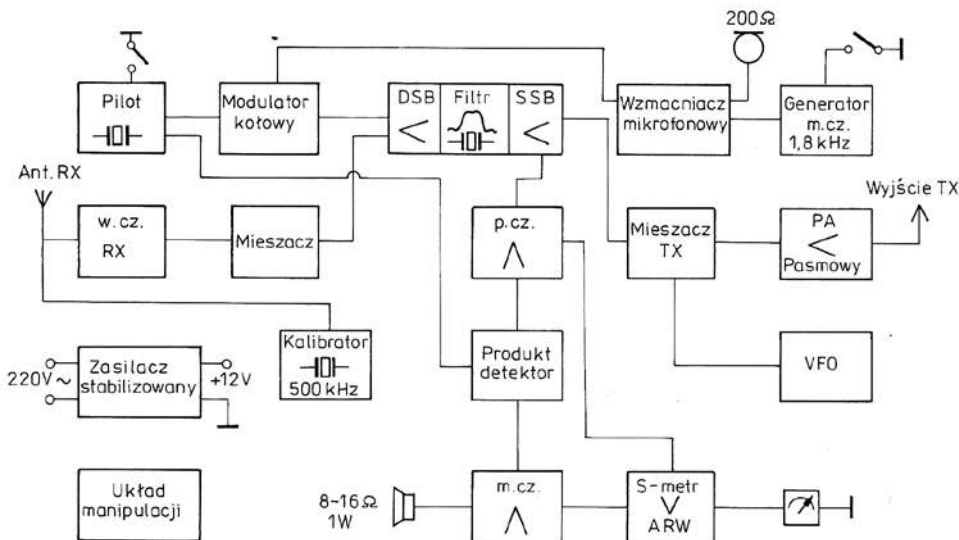 200Ω
Pilot
Modulator
kołowy
DSB
Filtr
SSB
Wzmacniacz
mikrofonowy
Generator
m.cz.
1,8 kHz
Ant. RX
Wyjście TX
w.cz.
RX
Mieszacz
p.cz.
Mieszacz
TX
PA
Pasmowy
Kalibrator
500 kHz
Produkt
detektor
VFO
220V~
Zasilacz
stabilizowany
+12V
Układ
manipulacji
8-16Ω
1W
m.cz.
S-metr
ARW